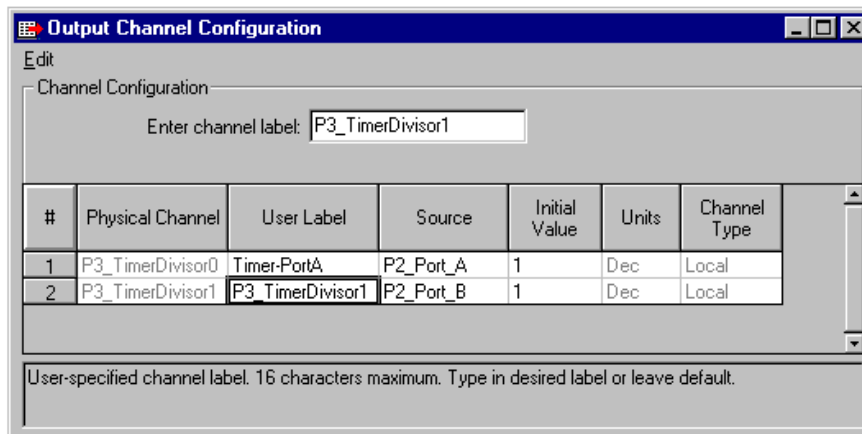 Output Channel Configuration
Edit
Channel Configuration
Enter channel label: P3_TimerDivisor1
# Physical Channel User Label Source Initial Value Units Channel Type
1 P3_TimerDivisor0 Timer-PortA P2_Port_A 1 Dec Local
2 P3_TimerDivisor1 P3_TimerDivisor1 P2_Port_B 1 Dec Local
User-specified channel label. 16 characters maximum. Type in desired label or leave default.